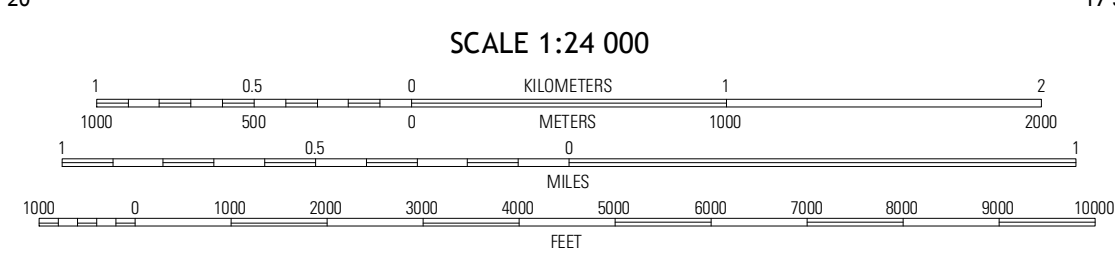 SCALE 1:24 000
1 0.5 0 KILOMETERS 1 2
1000 500 0 METERS 1000 2000
1 0.5 0 1
MILES
1000 0 1000 2000 3000 4000 5000 6000 7000 8000 9000 10000
FEET